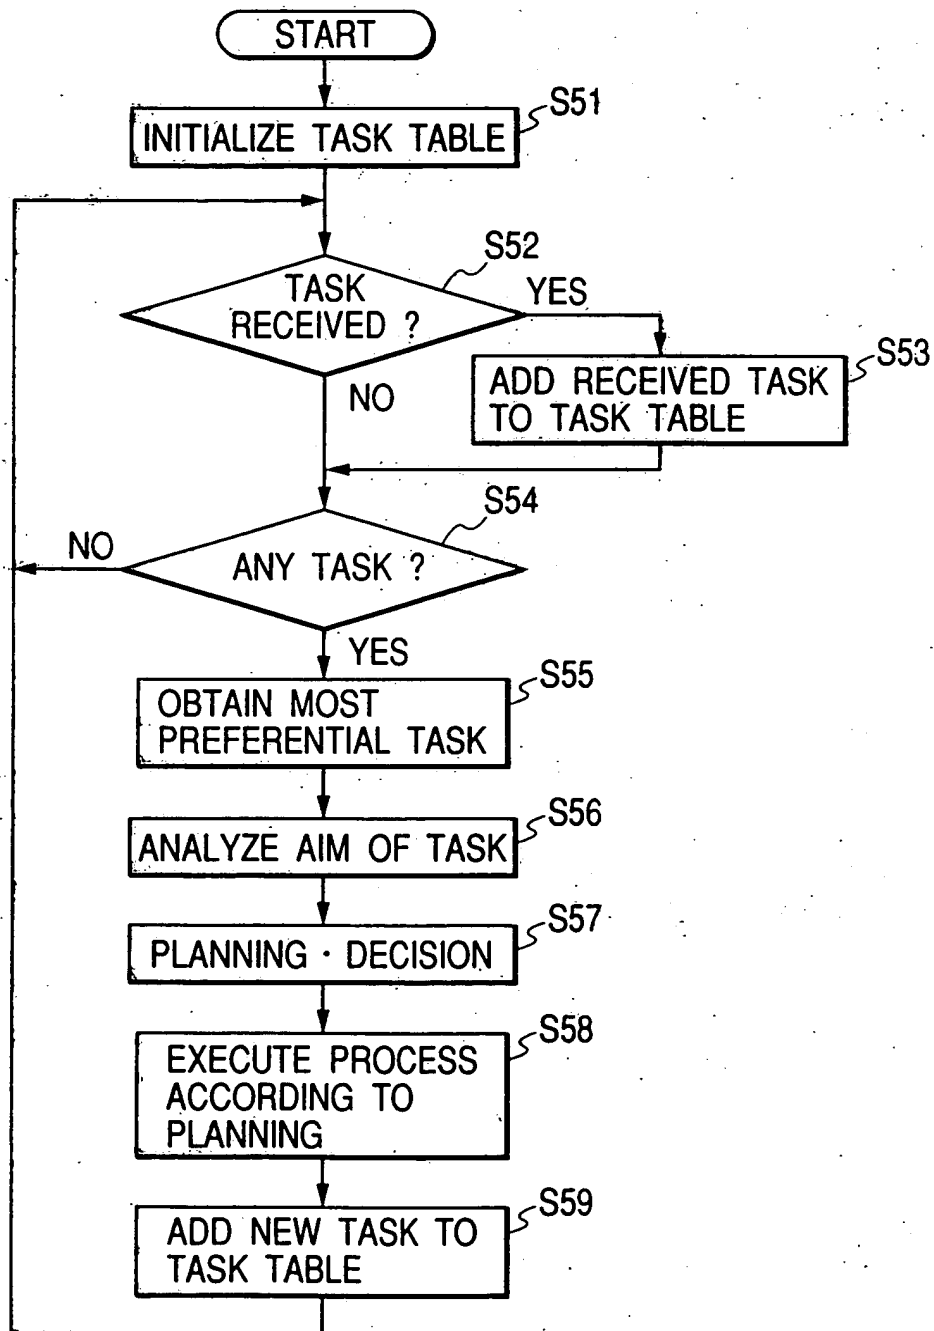 START
S51
INITIALIZE TASK TABLE
S52
TASK
RECEIVED ?
YES
S53
ADD RECEIVED TASK
TO TASK TABLE
NO
S54
ANY TASK ?
NO
YES
S55
OBTAIN MOST
PREFERENTIAL TASK
S56
ANALYZE AIM OF TASK
S57
PLANNING · DECISION
S58
EXECUTE PROCESS
ACCORDING TO
PLANNING
S59
ADD NEW TASK TO
TASK TABLE